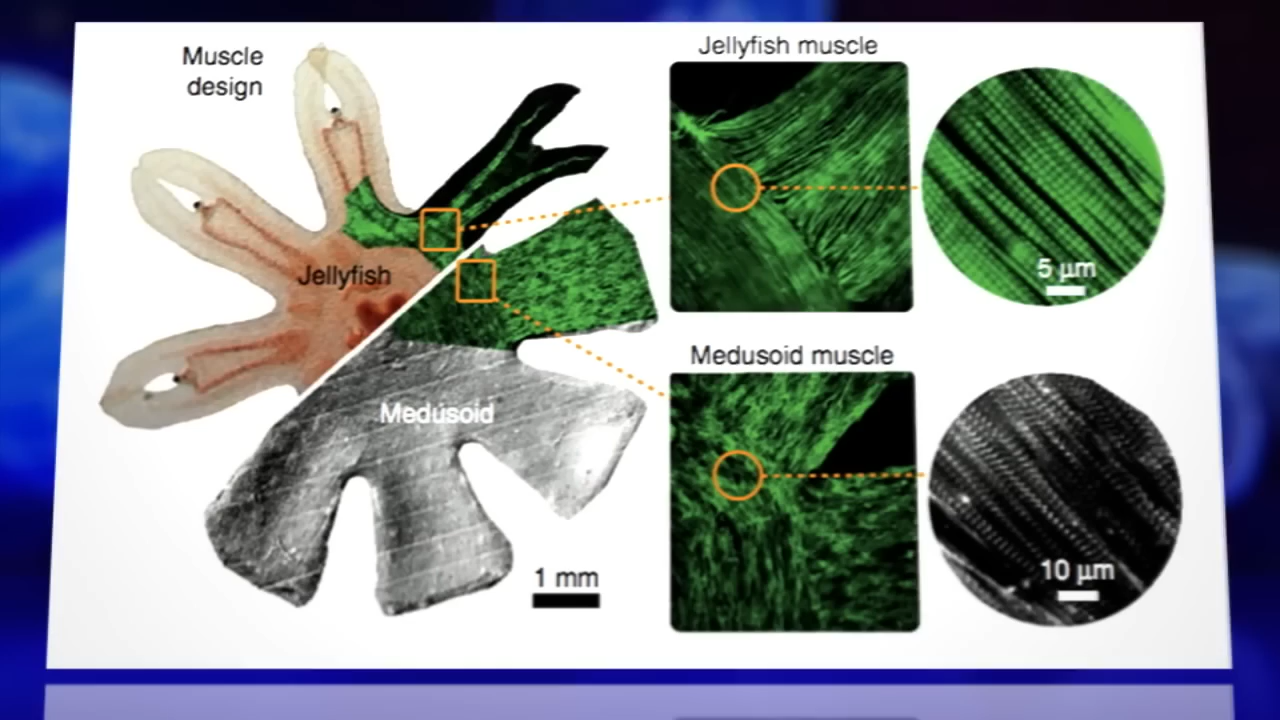 Muscle
design
Jellyfish
Medusoid
1 mm
Jellyfish muscle
5 µm
Medusoid muscle
10 µm